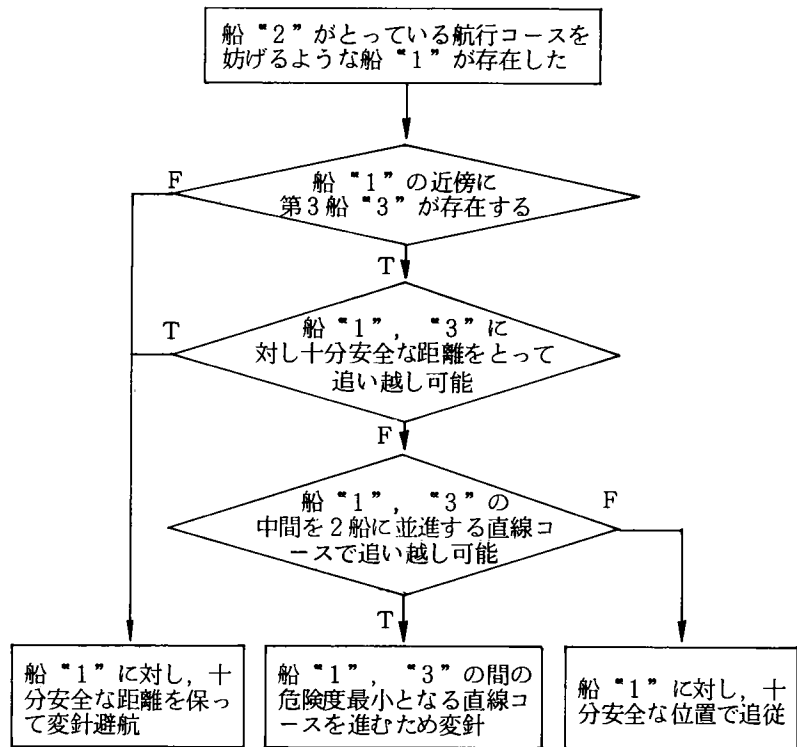 船“2”がとっている航行コースを
妨げるような船“1”が存在した
F
船“1”の近傍に
第3船“3”が存在する
T
T
船“1”, “3”に
対し十分安全な距離をとって
追い越し可能
F
船“1”, “3”の
中間を2船に並進する直線コ
ースで追い越し可能
F
T
船“1”に対し,十
分安全な距離を保っ
て変針避航
船“1”, “3”の間の
危険度最小となる直線コ
ースを進むため変針
船“1”に対し,十
分安全な位置で追従